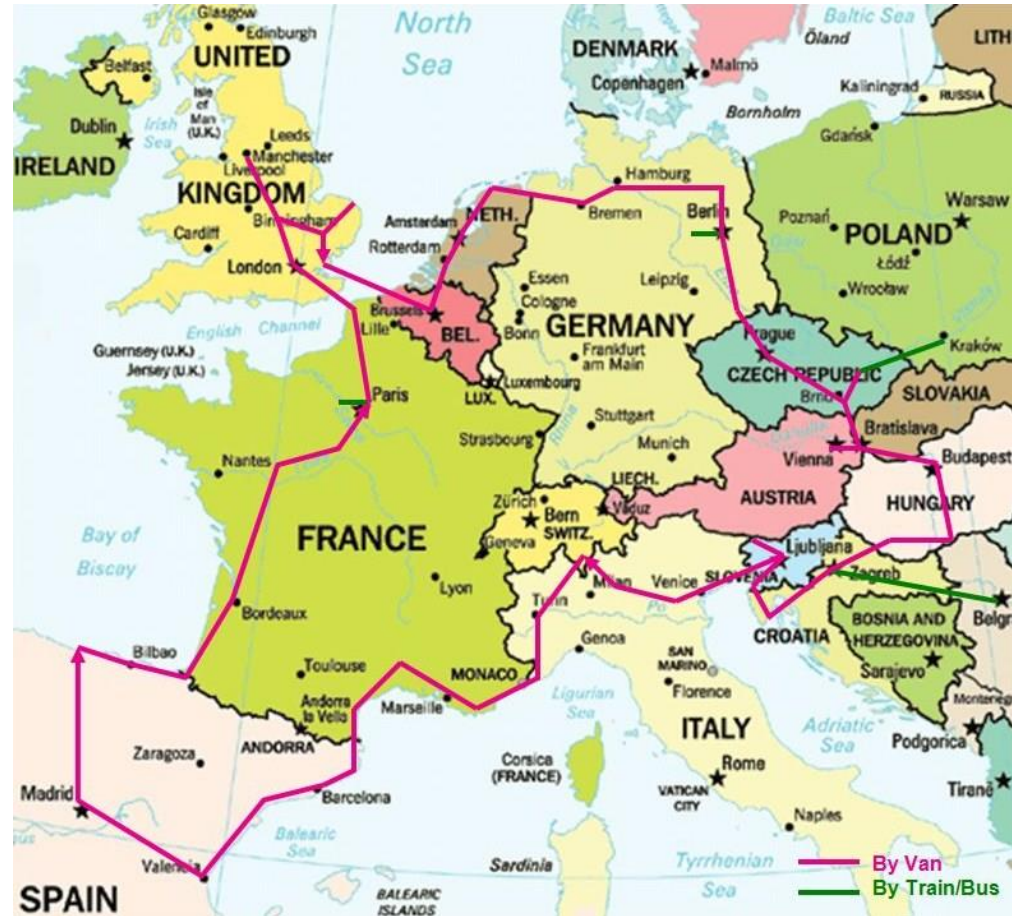 Glasgow
Edinburgh
North
Sea
Baltic Sea
Öland
UNITED
DENMARK
Malmö
Copenhagen
LITH
Belfast
Kaliningrad
RUSSIA
Bornholm
Isle
of
Man
(U.K.)
Irish
Sea
Dublin
IRELAND
Leeds
Manchester
Liverpool
KINGDOM
Birmingham
Cardiff
London
Gdańsk
Hamburg
Bremen
NETH.
Amsterdam
Rotterdam
Berlin
Poznań
Warsaw
POLAND
Łódź
Wrocław
Oder
Vistula
Kraków
Essen
Cologne
Bonn
Leipzig
GERMANY
Frankfurt
am Main
Brussels
BEL.
Lille
English Channel
Guernsey (U.K.)
Jersey (U.K.)
Luxembourg
LUX.
Prague
CZECH REPUBLIC
Brno
SLOVAKIA
Paris
Rhine
Stuttgart
Strasbourg
Munich
Danube
Bratislava
Vienna
Budapest
Nantes
Loire
LIECH.
Zürich
Vaduz
Bern
SWITZ.
AUSTRIA
HUNGARY
Bay of
Biscay
FRANCE
Geneva
Ljubljana
SLOVENIA
Zagreb
Lyon
Milan
Venice
Turin
Po
Belgr
Bordeaux
Genoa
CROATIA
BOSNIA AND
HERZEGOVINA
Sarajevo
Bilbao
Toulouse
MONACO
SAN
MARINO
Florence
Andorra
la Vella
Marseille
Ligurian
Sea
Adriatic
Sea
Monteneg
Podgorica
ANDORRA
Zaragoza
ITALY
Corsica
(FRANCE)
Rome
VATICAN
CITY
Tiranë
Madrid
Barcelona
Naples
Balearic
Sea
Valencia
Sardinia
Tyrrhenian
Sea
SPAIN
BALEARIC
ISLANDS
By Van
By Train/Bus